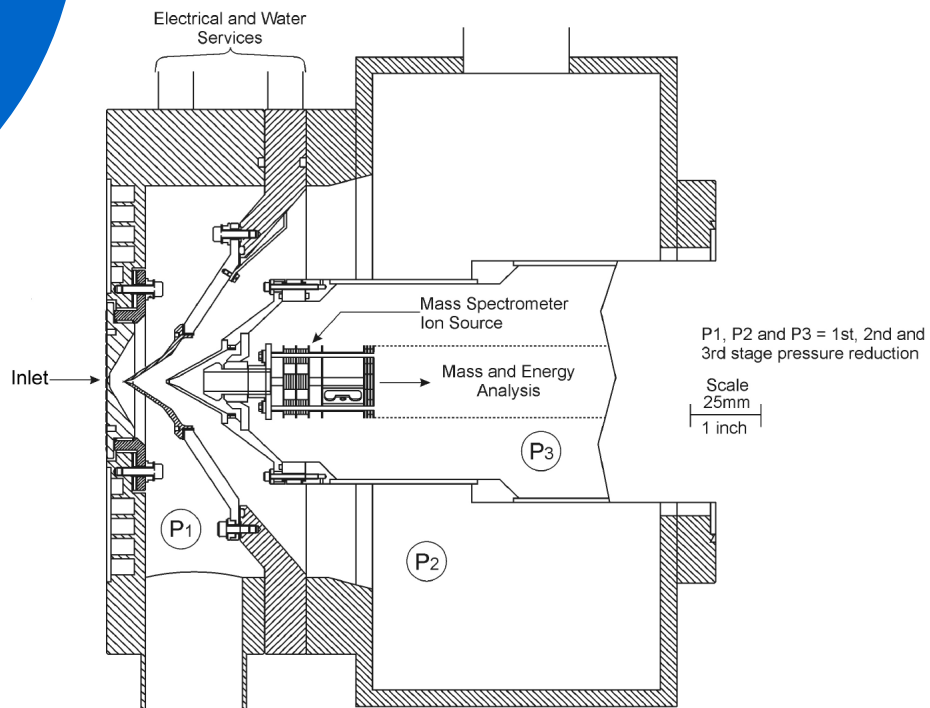 Electrical and Water
Services
Mass Spectrometer
Ion Source
Inlet
Mass and Energy
Analysis
P1, P2 and P3 = 1st, 2nd and
3rd stage pressure reduction
Scale
25mm
1 inch
P3
P1
P2